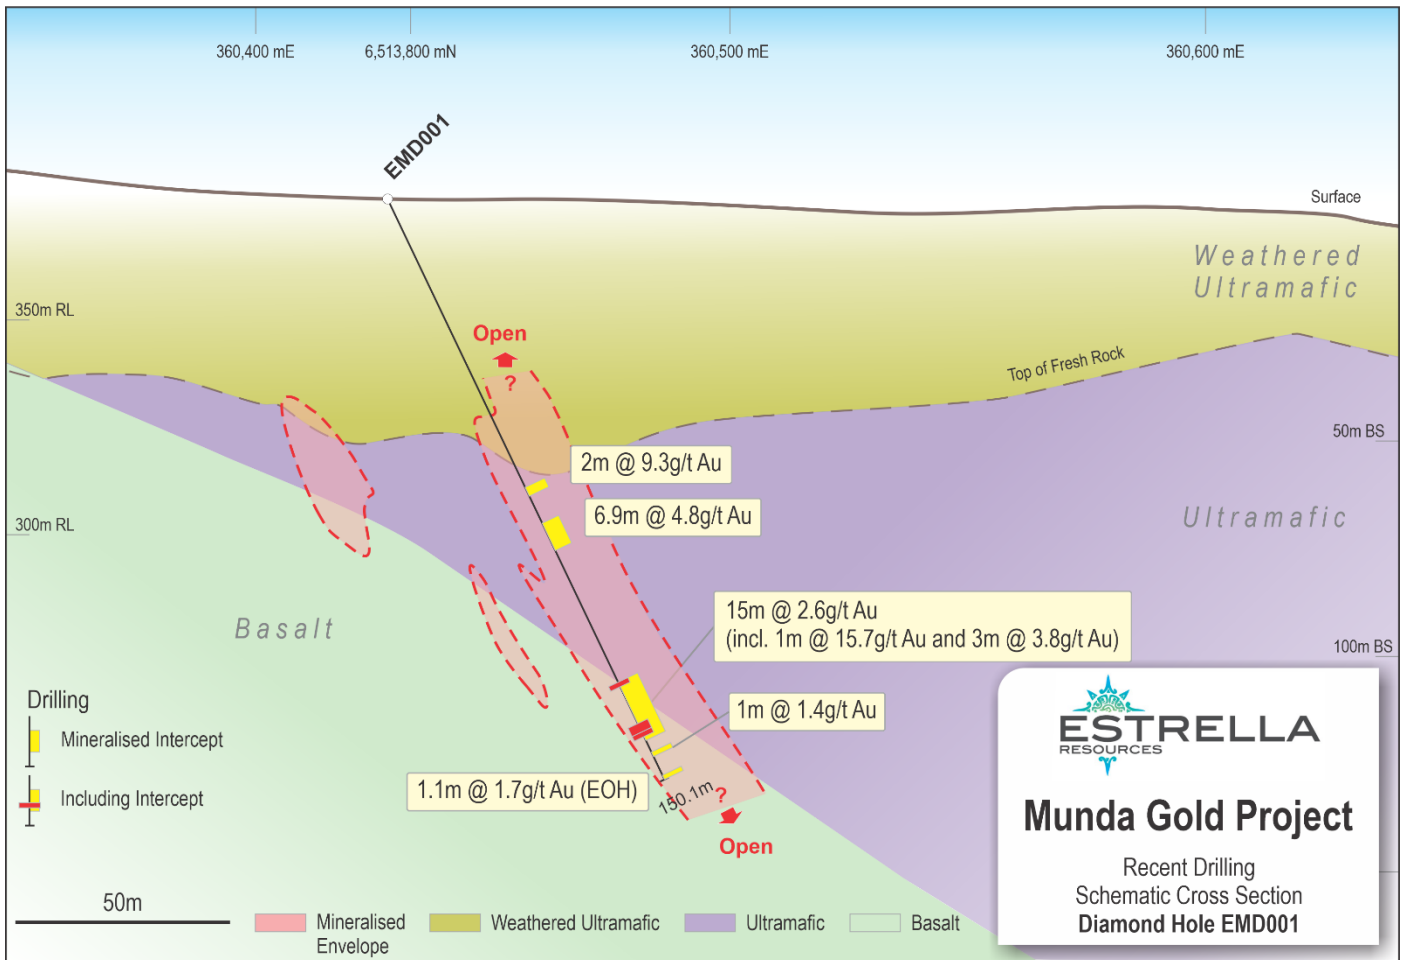 360,400 mE
6,513,800 mN
360,500 mE
360,600 mE
EMD001
Surface
Weathered
Ultramafic
350m RL
Open
?
Top of Fresh Rock
50m BS
2m @ 9.3g/t Au
6.9m @ 4.8g/t Au
300m RL
Ultramafic
Basalt
15m @ 2.6g/t Au
(incl. 1m @ 15.7g/t Au and 3m @ 3.8g/t Au)
100m BS
1m @ 1.4g/t Au
1.1m @ 1.7g/t Au (EOH)
150.1m
?
Open
Drilling
Mineralised Intercept
Including Intercept
50m
Mineralised
Envelope
Weathered Ultramafic
Ultramafic
Basalt
ESTRELLA
RESOURCES
Munda Gold Project
Recent Drilling
Schematic Cross Section
Diamond Hole EMD001